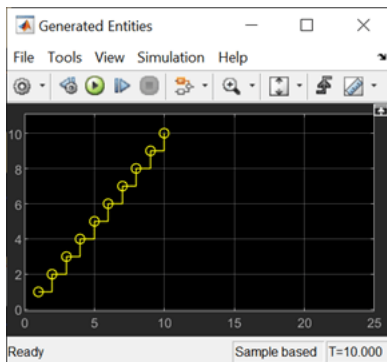 Generated Entities
File Tools View Simulation Help
10
8
6
4
2
0
0 5 10 15 20 25
Ready Sample based T=10.000